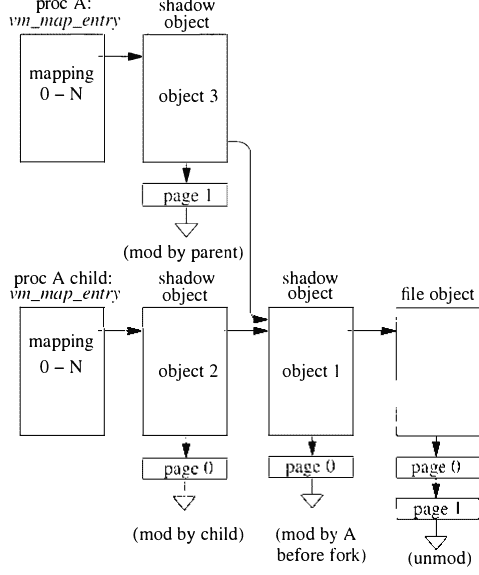 proc A:
vm_map_entry
shadow
object
mapping
0 – N
object 3
page 1
(mod by parent)
proc A child:
vm_map_entry
shadow
object
shadow
object
file object
mapping
0 – N
object 2
object 1
page 0
page 0
page 0
page 1
(mod by child)
(mod by A
before fork)
(unmod)